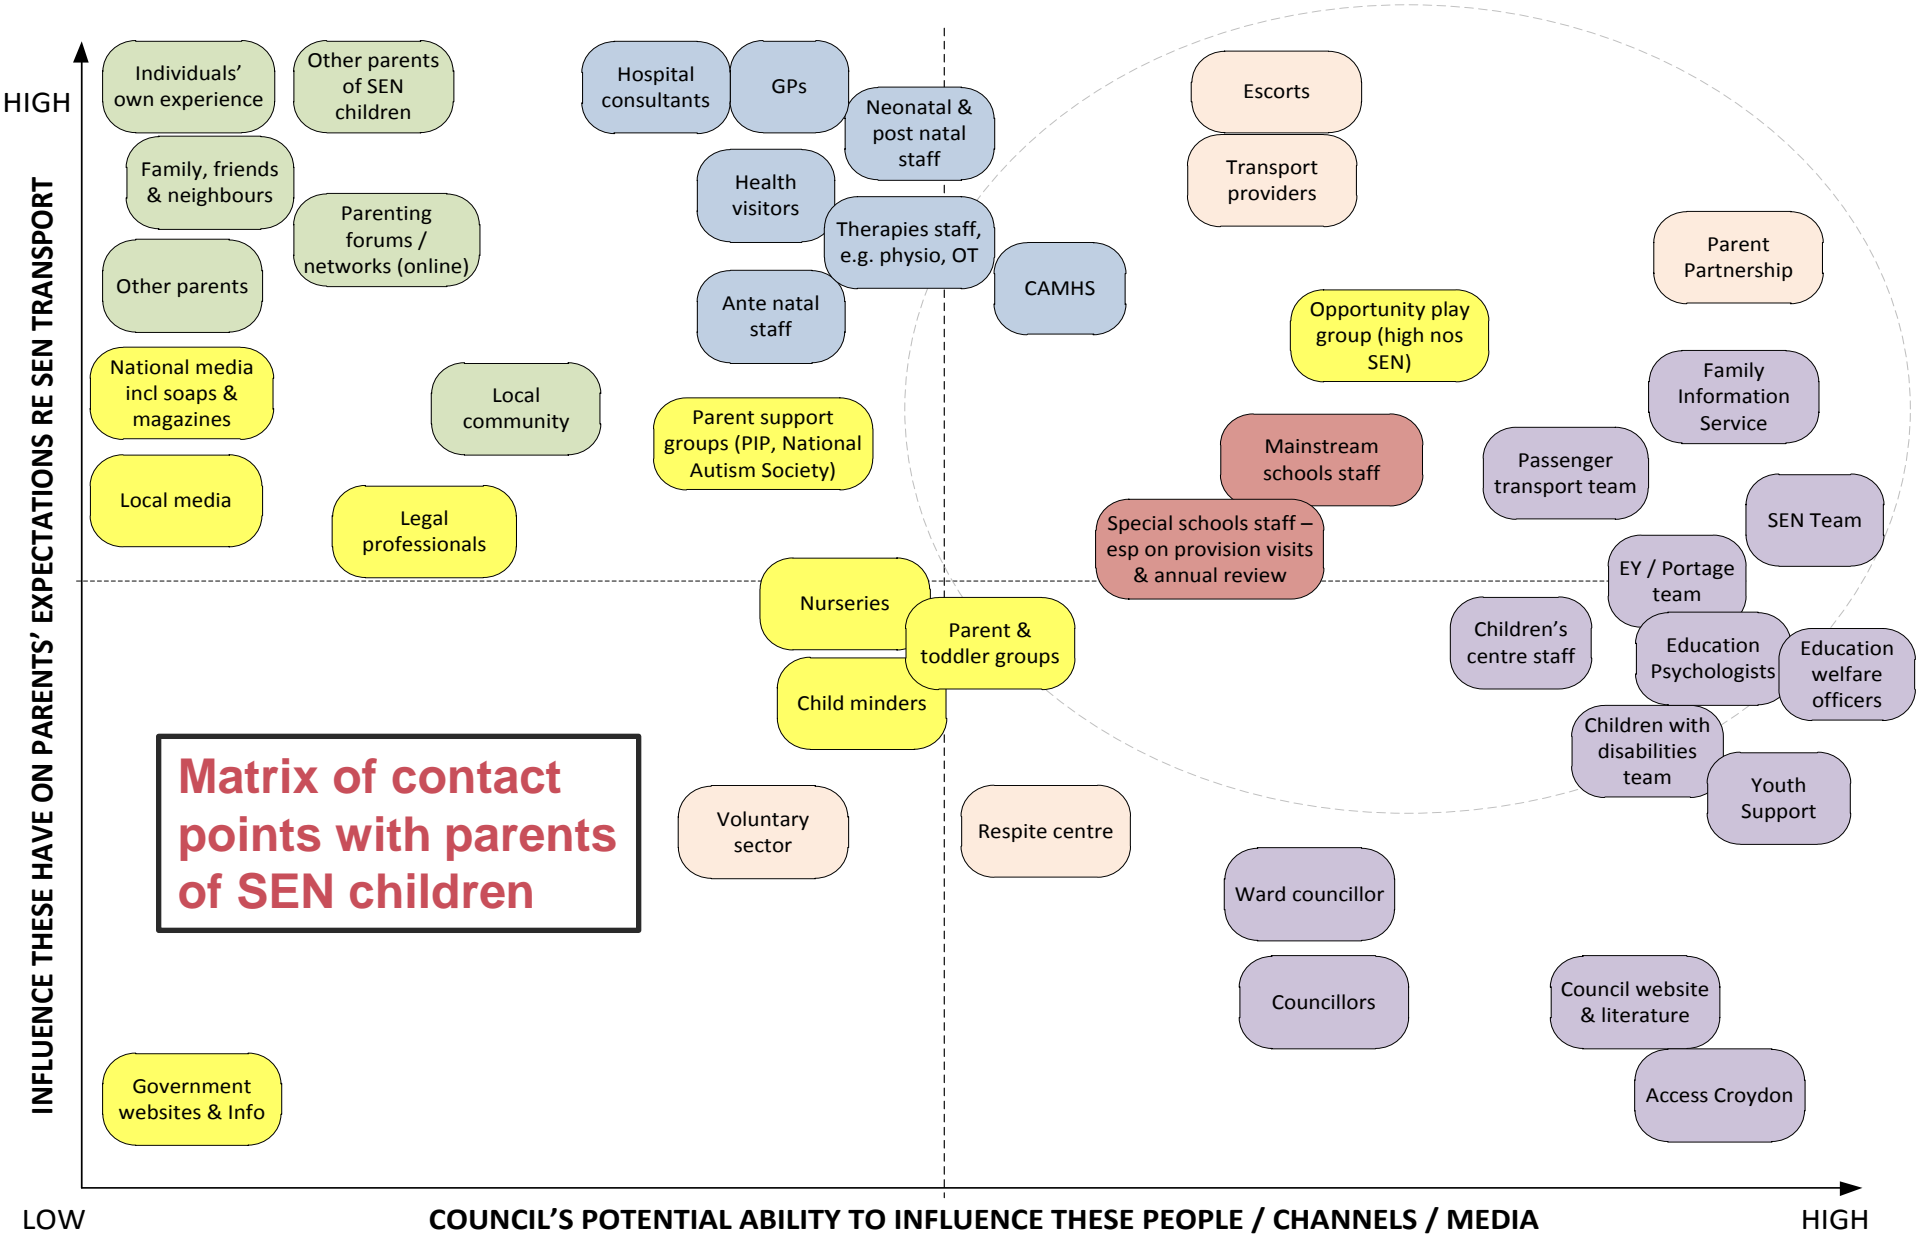 HIGH
INFLUENCE THESE HAVE ON PARENTS’ EXPECTATIONS RE SEN TRANSPORT
Individuals’
own experience
Other parents
of SEN
children
Hospital
consultants
GPs
Neonatal &
post natal
staff
Escorts
Family, friends
& neighbours
Health
visitors
Transport
providers
Parenting
forums /
networks (online)
Therapies staff,
e.g. physio, OT
Parent
Partnership
Other parents
Ante natal
staff
CAMHS
Opportunity play
group (high nos
SEN)
National media
incl soaps &
magazines
Local
community
Parent support
groups (PIP, National
Autism Society)
Family
Information
Service
Mainstream
schools staff
Passenger
transport team
Local media
Legal
professionals
Special schools staff –
esp on provision visits
& annual review
SEN Team
EY / Portage
team
Nurseries
Parent &
toddler groups
Children’s
centre staff
Education
Psychologists
Education
welfare
officers
Child minders
Children with
disabilities
team
Youth
Support
Matrix of contact
points with parents
of SEN children
Voluntary
sector
Respite centre
Ward councillor
Councillors
Council website
& literature
Government
websites & Info
Access Croydon
LOW
COUNCIL’S POTENTIAL ABILITY TO INFLUENCE THESE PEOPLE / CHANNELS / MEDIA
HIGH